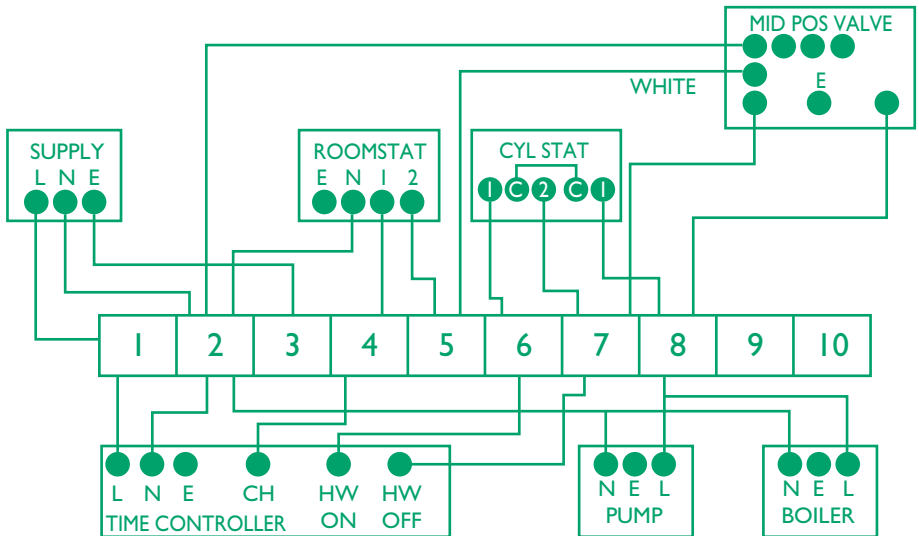 MID POS VALVE
WHITE
E
SUPPLY
L N E
ROOMSTAT
E N 1 2
CYL STAT
1 C 2 C 1
1 2 3 4 5 6 7 8 9 10
L N E CH HW ON HW OFF
TIME CONTROLLER
N E L
PUMP
N E L
BOILER